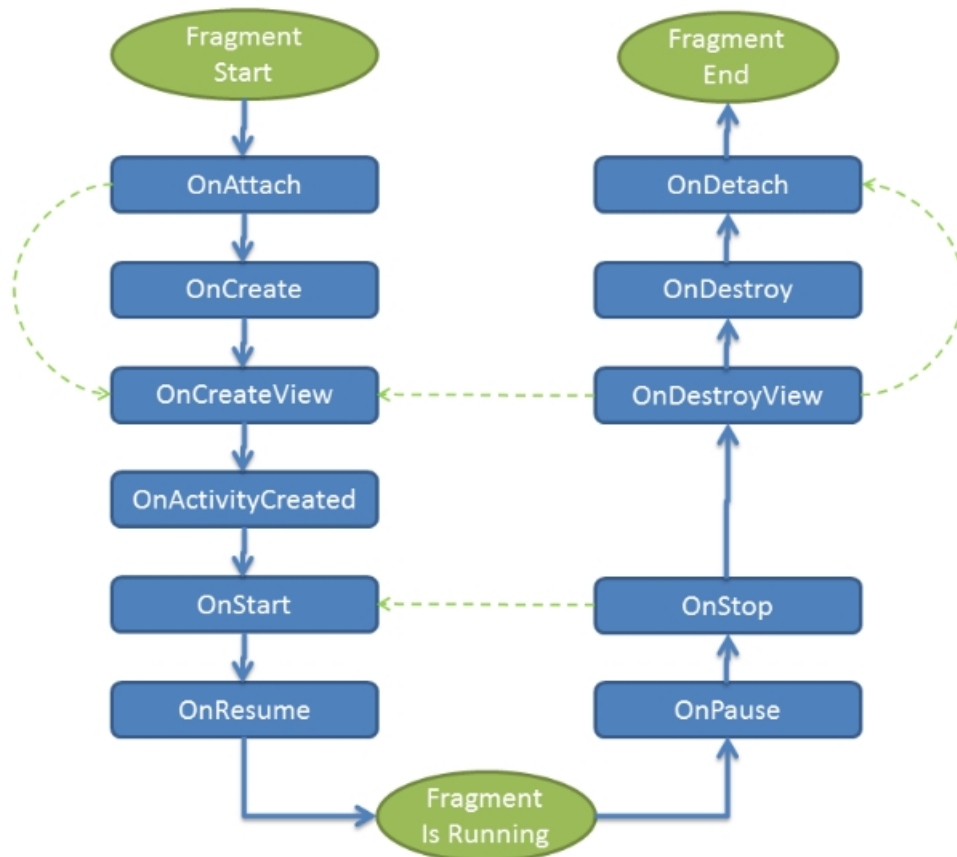 Fragment
Start
OnAttach
OnCreate
OnCreateView
OnActivityCreated
OnStart
OnResume
Fragment
Is Running
OnPause
OnStop
OnDestroyView
OnDestroy
OnDetach
Fragment
End